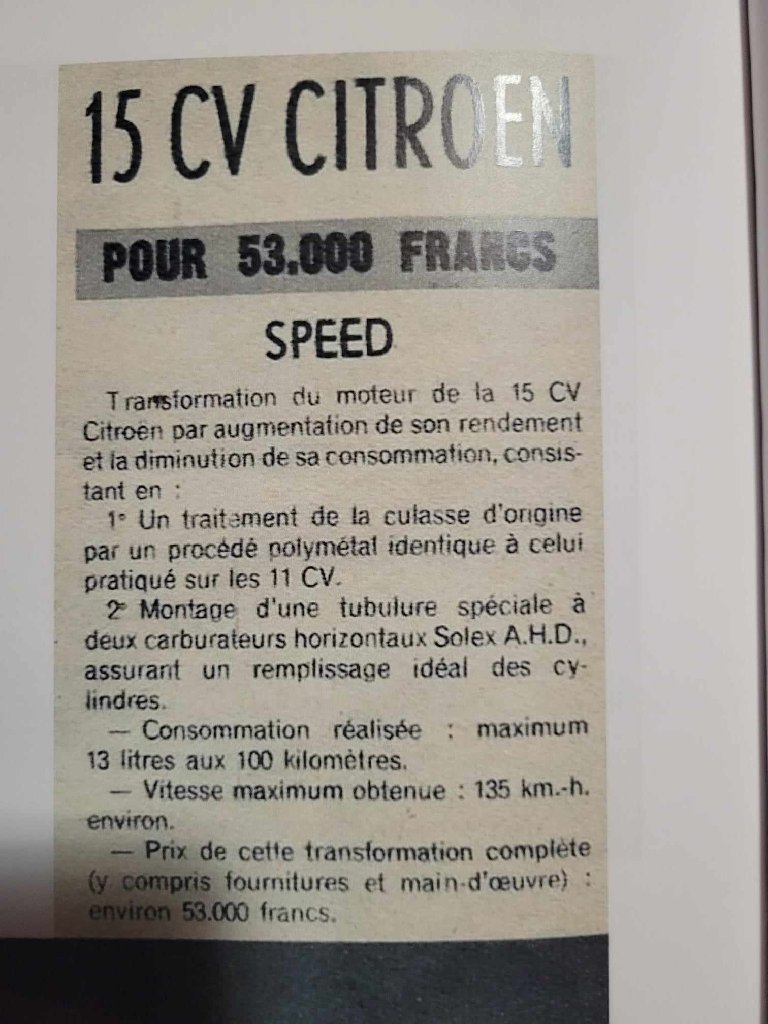 15 CV CITROEN
POUR 53.000 FRANCS
SPEED
Transformation du moteur de la 15 CV
Citroën par augmentation de son rendement
et la diminution de sa consommation, consis-
tant en :
1° Un traitement de la culasse d'origine
par un procédé polymétal identique à celui
pratiqué sur les 11 CV.
2° Montage d'une tubulure spéciale à
deux carburateurs horizontaux Solex A.H.D.,
assurant un remplissage idéal des cy-
lindres.
— Consommation réalisée : maximum
13 litres aux 100 kilomètres.
— Vitesse maximum obtenue : 135 km.-h.
environ.
— Prix de cette transformation complète
(y compris fournitures et main-d'œuvre) :
environ 53.000 francs.